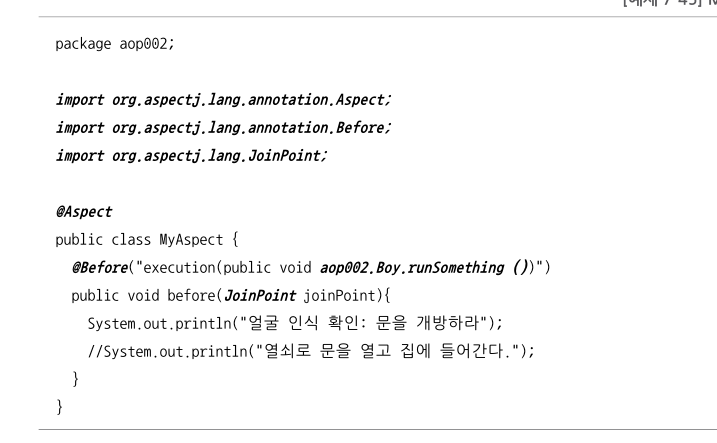 package aop002;
import org.aspectj.lang.annotation.Aspect;
import org.aspectj.lang.annotation.Before;
import org.aspectj.lang.JoinPoint;
@Aspect
public class MyAspect {
@Before("execution(public void aop002.Boy.runSomething ())")
public void before(JoinPoint joinPoint){
System.out.println("얼굴 인식 확인: 문을 개방하라");
//System.out.println("열쇠로 문을 열고 집에 들어간다.");
}
}